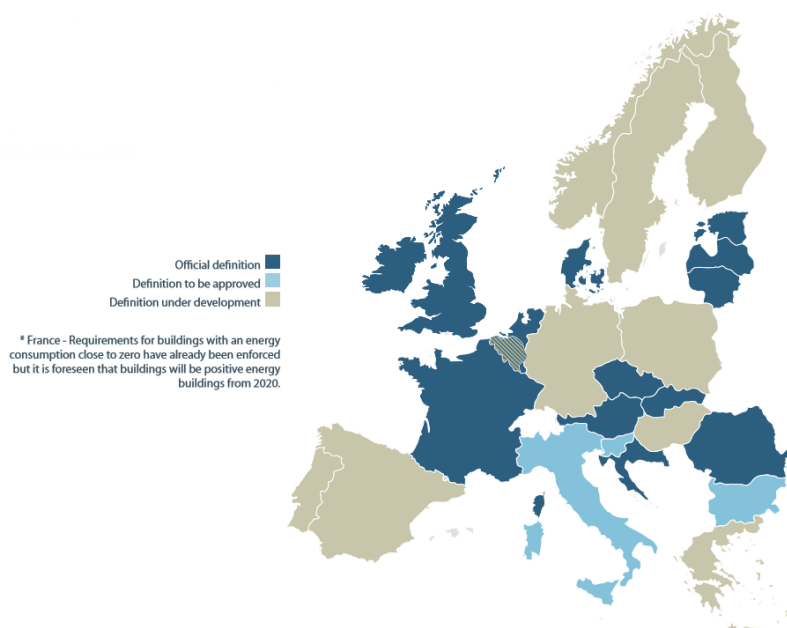 Official definition
Definition to be approved
Definition under development
* France - Requirements for buildings with an energy
consumption close to zero have already been enforced
but it is foreseen that buildings will be positive energy
buildings from 2020.